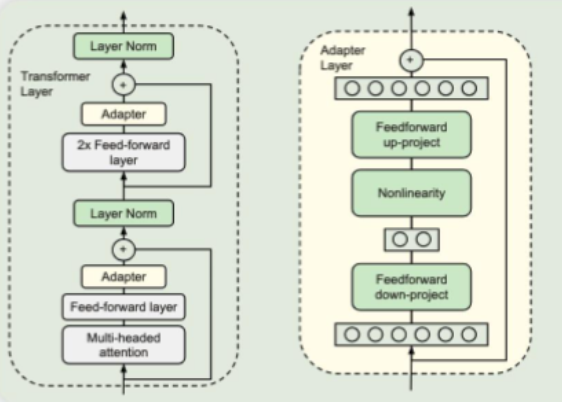 Layer Norm
Transformer
Layer
+
Adapter
2x Feed-forward
layer
Layer Norm
+
Adapter
Feed-forward layer
Multi-headed
attention
Adapter
Layer
+
Feedforward
up-project
Nonlinearity
Feedforward
down-project